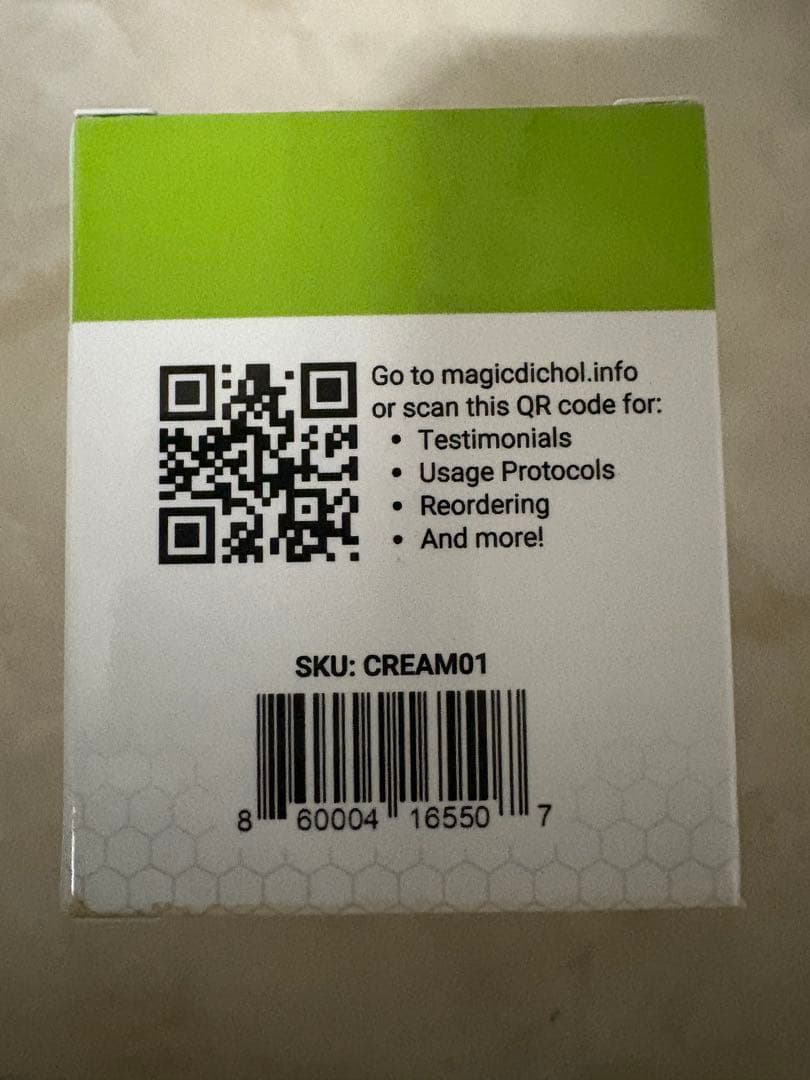 Go to magicdichol.info
or scan this QR code for:
• Testimonials
• Usage Protocols
• Reordering
• And more!
SKU: CREAM01
8 60004 16550 7